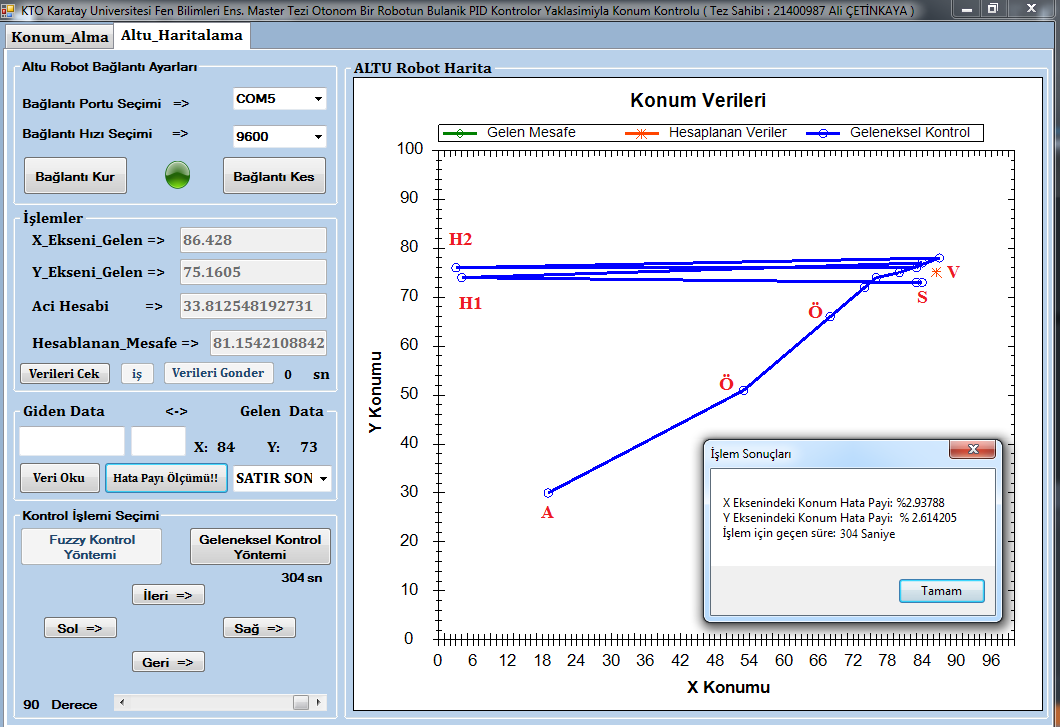 KTO Karatay Universitesi Fen Bilimleri Ens. Master Tezi Otonom Bir Robotun Bulanik PID Kontrolor Yaklasimiyla Konum Kontrolu ( Tez Sahibi : 21400987 Ali ÇETİNKAYA )
Konum_Alma Altu_Haritalama
Altu Robot Bağlantı Ayarları
Bağlantı Portu Seçimi => COM5
Bağlantı Hızı Seçimi => 9600
Bağlantı Kur Bağlantı Kes
İşlemler
X_Ekseni_Gelen => 86.428
Y_Ekseni_Gelen => 75.1605
Aci Hesabi => 33.812548192731
Hesablanan_Mesafe => 81.1542108842
Verileri Cek iş Verileri Gonder 0 sn
Giden Data <-> Gelen Data
X: 84 Y: 73
Veri Oku Hata Payı Ölçümü!! SATIR SON
Kontrol İşlemi Seçimi
Fuzzy Kontrol
Yöntemi
Geleneksel Kontrol
Yöntemi
304 sn
İleri =>
Sol => Sağ =>
Geri =>
90 Derece
ALTU Robot Harita
Konum Verileri
Gelen Mesafe Hesaplanan Veriler Geleneksel Kontrol
100
90
80
70
60
50
40
30
20
10
0
Y Konumu
H2
H1
V
S
Ö
Ö
A
0 6 12 18 24 30 36 42 48 54 60 66 72 78 84 90 96
X Konumu
İşlem Sonuçları
X Eksenindeki Konum Hata Payi: %2.93788
Y Eksenindeki Konum Hata Payi: % 2.614205
İşlem için geçen süre: 304 Saniye
Tamam